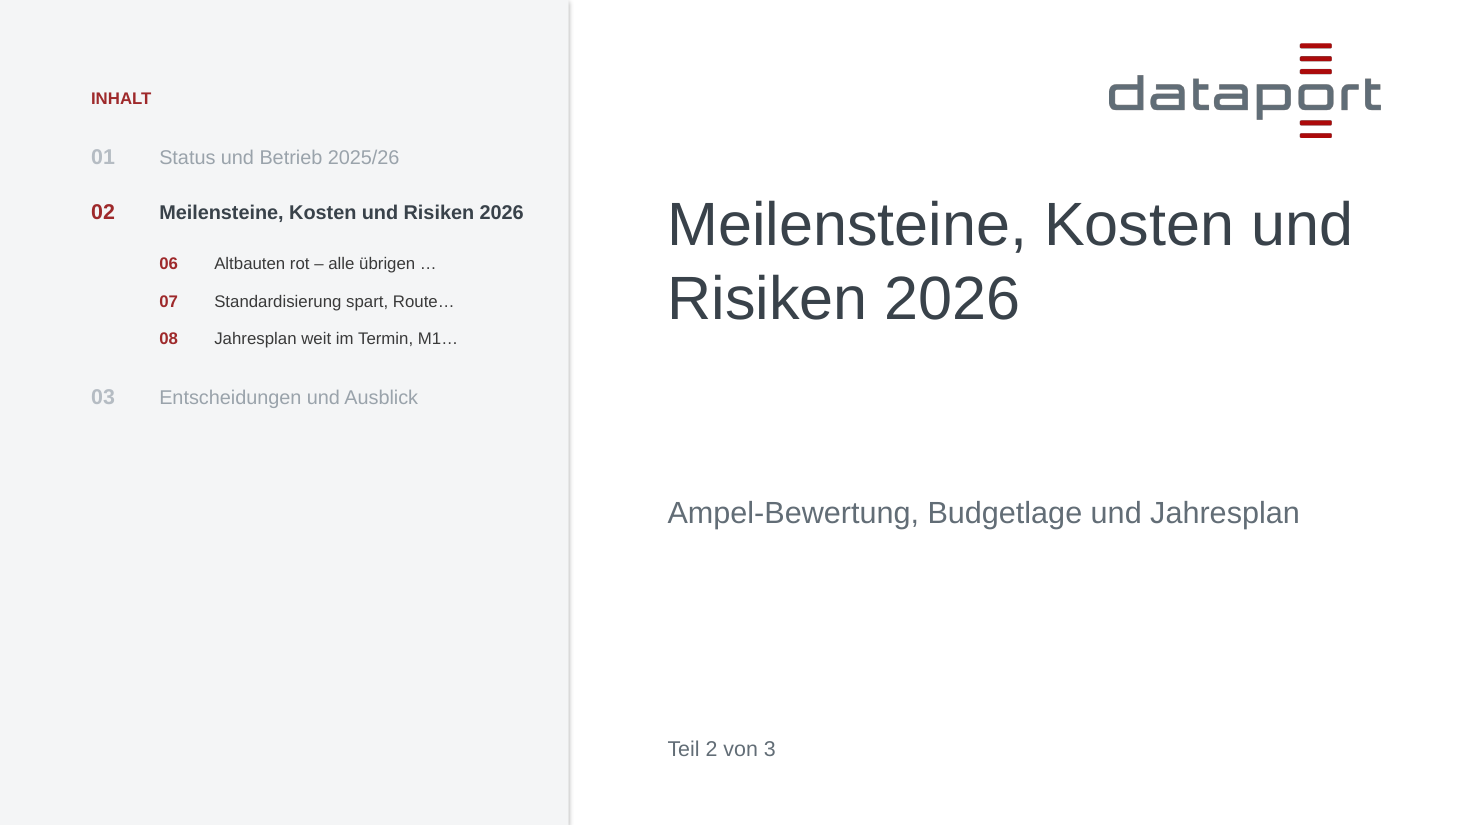 INHALT
01 Status und Betrieb 2025/26
02 Meilensteine, Kosten und Risiken 2026
06 Altbauten rot – alle übrigen …
07 Standardisierung spart, Route…
08 Jahresplan weit im Termin, M1…
03 Entscheidungen und Ausblick
dataport
Meilensteine, Kosten und
Risiken 2026
Ampel-Bewertung, Budgetlage und Jahresplan
Teil 2 von 3